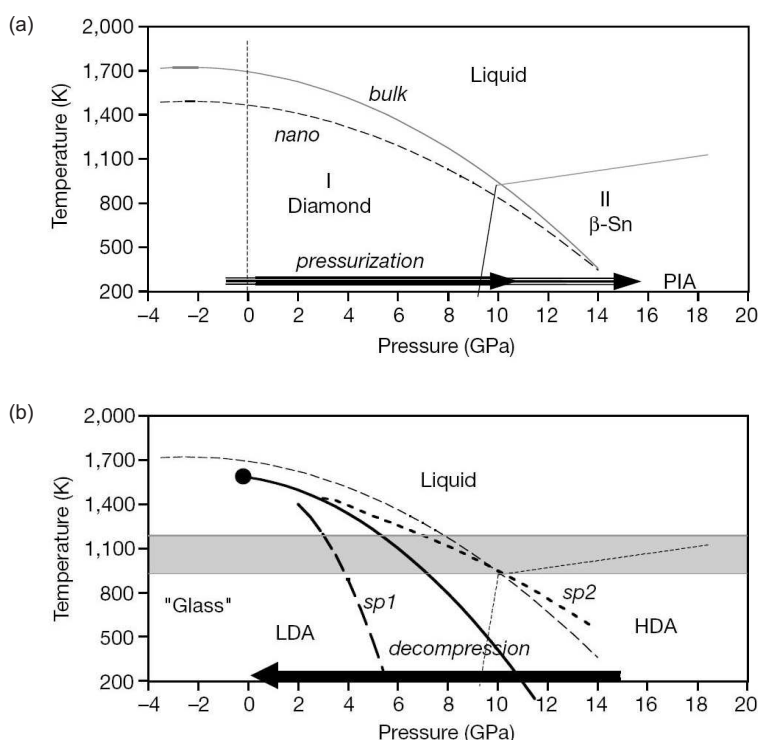 (a)
2,000
1,700
1,400
1,100
800
500
200
Temperature (K)
bulk
Liquid
nano
I
Diamond
II
β-Sn
pressurization
PIA
−4 −2 0 2 4 6 8 10 12 14 16 18 20
Pressure (GPa)
(b)
2,000
1,700
1,400
1,100
800
500
200
Temperature (K)
Liquid
"Glass"
sp1
sp2
LDA
HDA
decompression
−4 −2 0 2 4 6 8 10 12 14 16 18 20
Pressure (GPa)